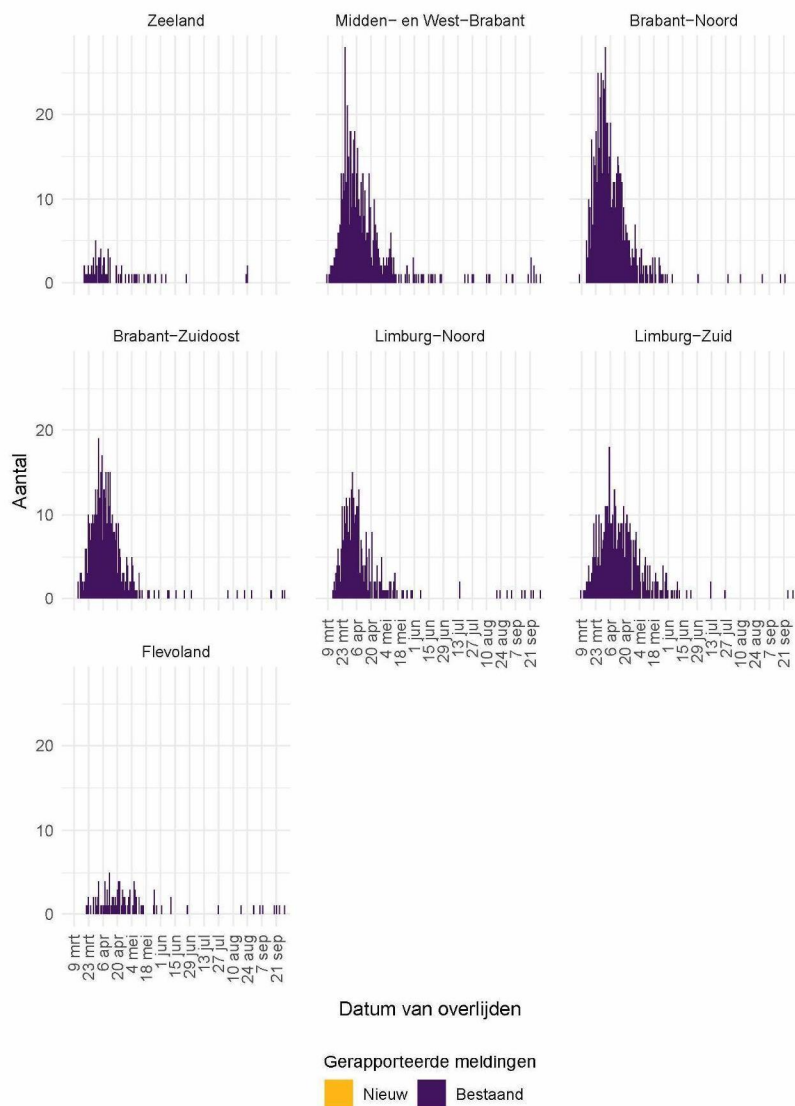 Zeeland
Midden- en West-Brabant
Brabant-Noord
20
10
0
Brabant-Zuidoost
Limburg-Noord
Limburg-Zuid
Aantal
20
10
0
9 mrt
23 mrt
6 apr
20 apr
4 mei
18 mei
1 jun
15 jun
29 jun
13 jul
27 jul
10 aug
24 aug
7 sep
21 sep
9 mrt
23 mrt
6 apr
20 apr
4 mei
18 mei
1 jun
15 jun
29 jun
13 jul
27 jul
10 aug
24 aug
7 sep
21 sep
Flevoland
20
10
0
9 mrt
23 mrt
6 apr
20 apr
4 mei
18 mei
1 jun
15 jun
29 jun
13 jul
27 jul
10 aug
24 aug
7 sep
21 sep
Datum van overlijden
Gerapporteerde meldingen
Nieuw
Bestaand